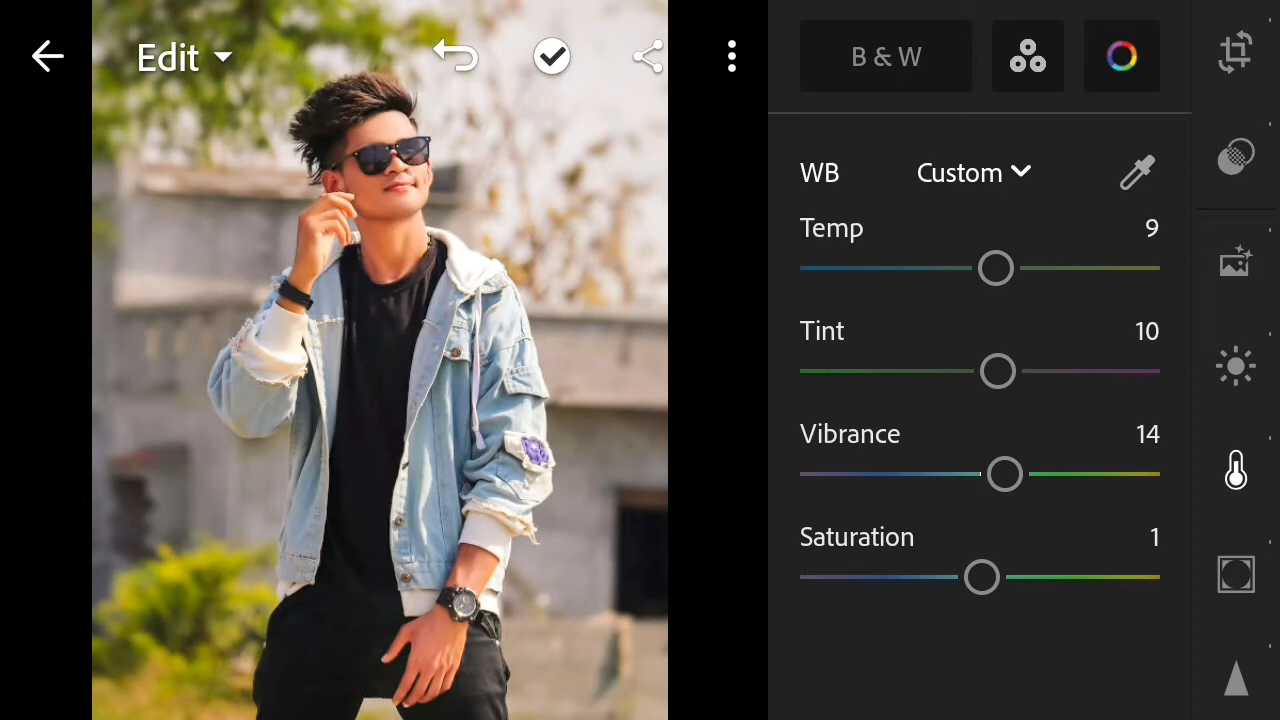 Edit
B & W
WB Custom
Temp 9
Tint 10
Vibrance 14
Saturation 1